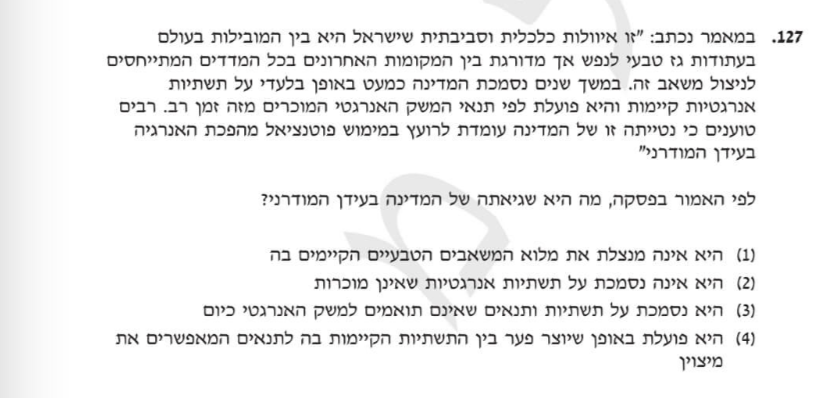 127. במאמר נכתב: "זו איוולות כלכלית וסביבתית שישראל היא בין המובילות בעולם
בעתודות גז טבעי לנפש אך מדורגת בין המקומות האחרונים בכל המדדים המתייחסים
לניצול משאב זה. במשך שנים נסמכת המדינה כמעט באופן בלעדי על תשתיות
אנרגטיות קיימות והיא פועלת לפי תנאי המשק האנרגטי המוכרים מזה זמן רב. רבים
טוענים כי נטייתה זו של המדינה עומדת לרועץ במימוש פוטנציאל מהפכת האנרגיה
בעידן המודרני"
לפי האמור בפסקה, מה היא שגיאתה של המדינה בעידן המודרני?
(1) היא אינה מנצלת את מלוא המשאבים הטבעיים הקיימים בה
(2) היא אינה נסמכת על תשתיות אנרגטיות שאינן מוכרות
(3) היא נסמכת על תשתיות ותנאים שאינם תואמים למשק האנרגטי כיום
(4) היא פועלת באופן שיוצר פער בין התשתיות הקיימות בה לתנאים המאפשרים את
מיצוין